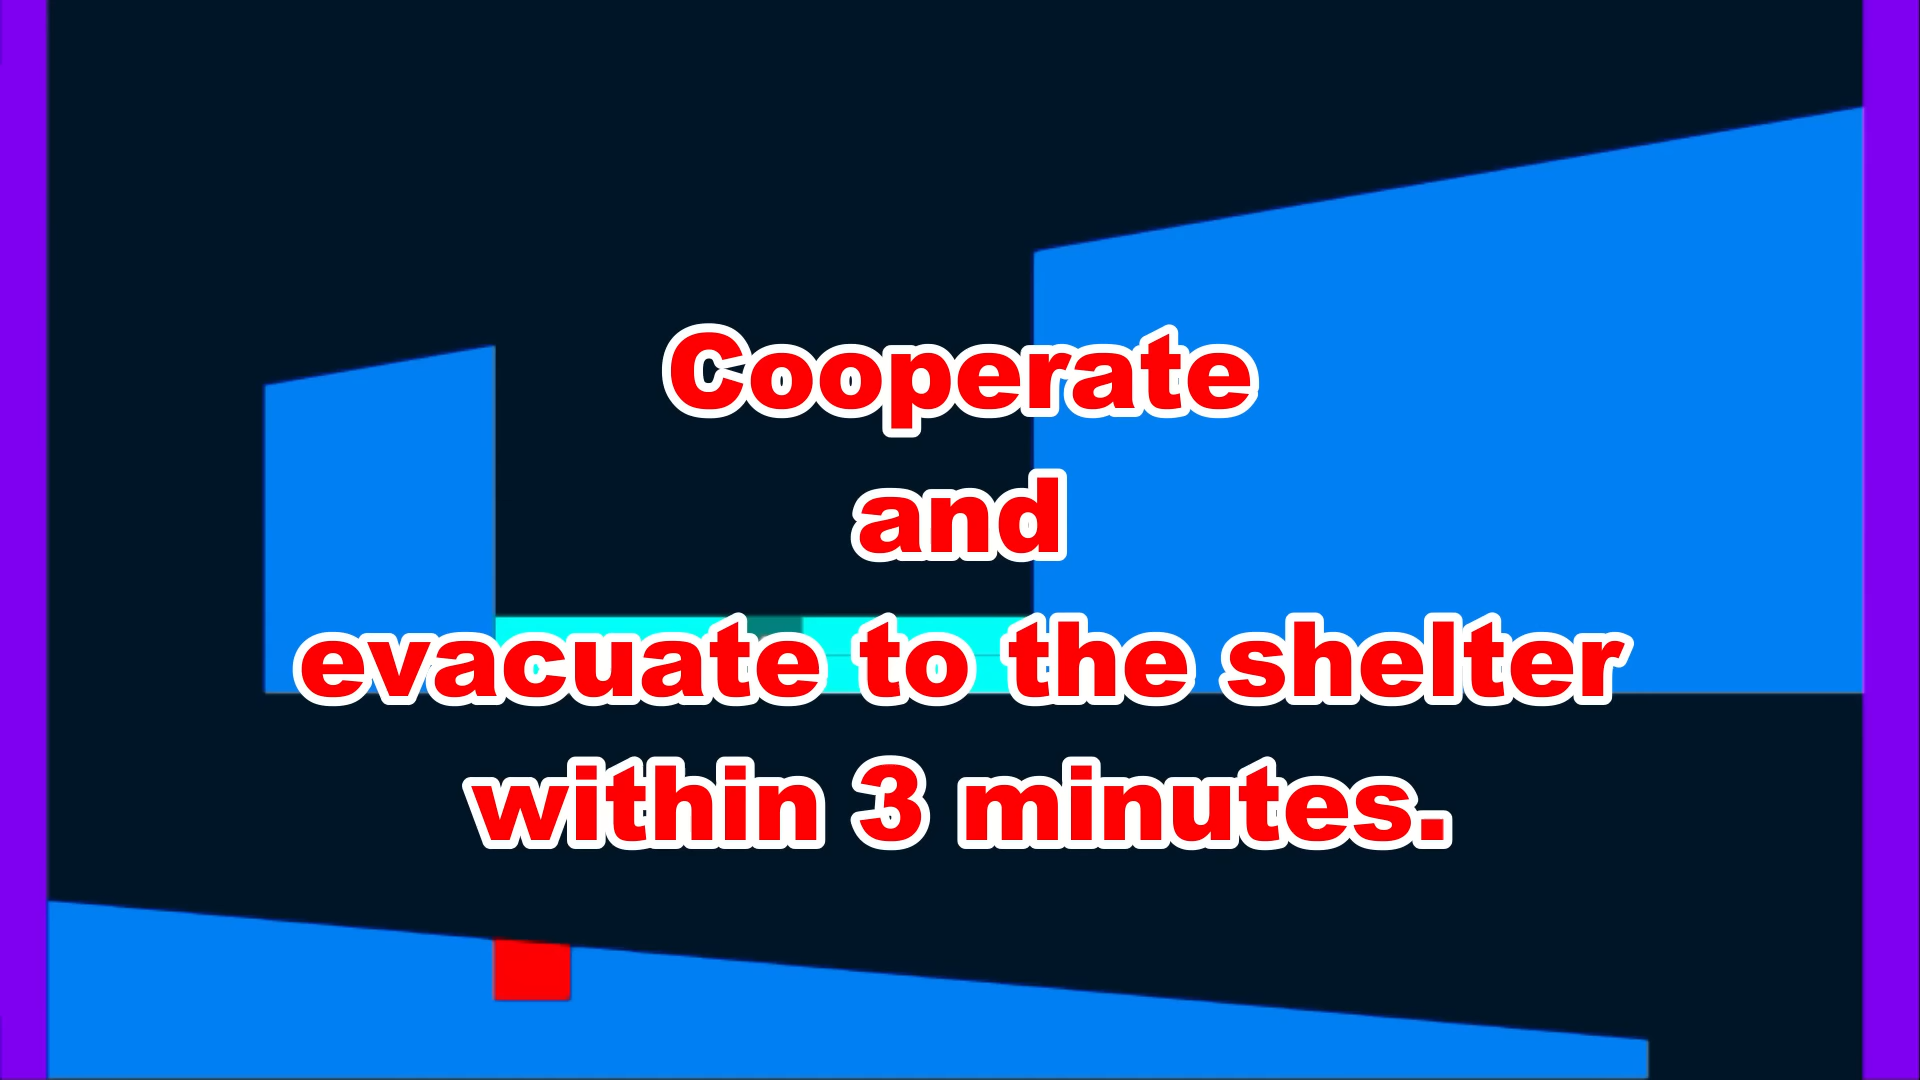 Cooperate
and
evacuate to the shelter
within 3 minutes.